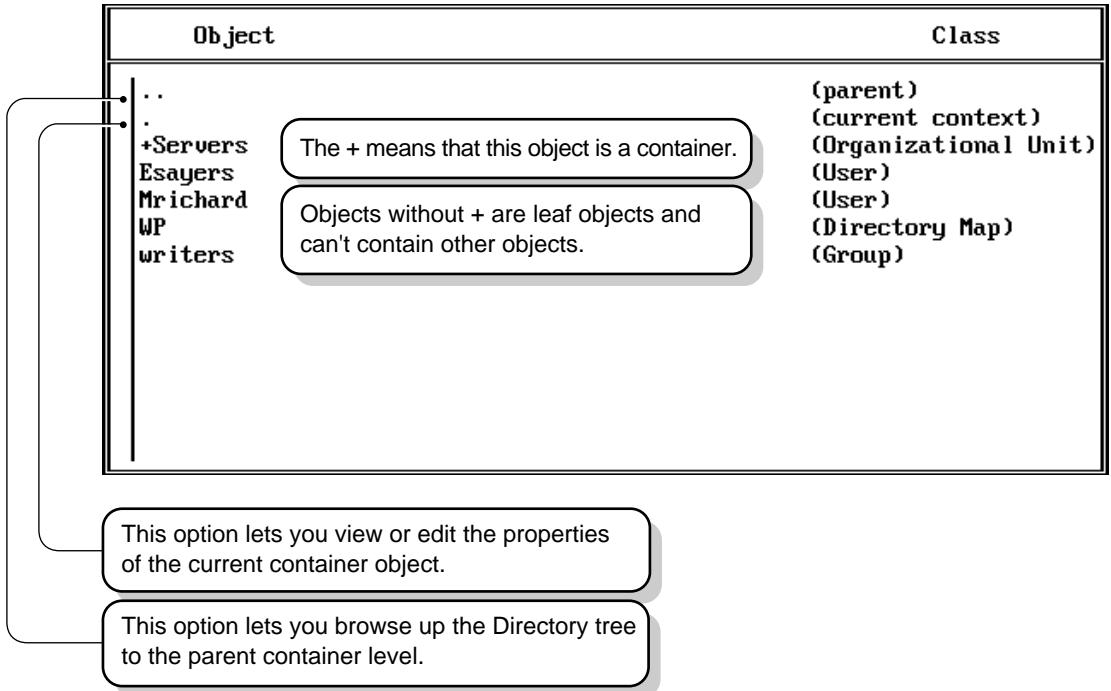 Object Class
.. (parent)
. (current context)
+Servers (Organizational Unit)
Esayers (User)
Mrichard (User)
WP (Directory Map)
writers (Group)
The + means that this object is a container.
Objects without + are leaf objects and
can't contain other objects.
This option lets you view or edit the properties
of the current container object.
This option lets you browse up the Directory tree
to the parent container level.